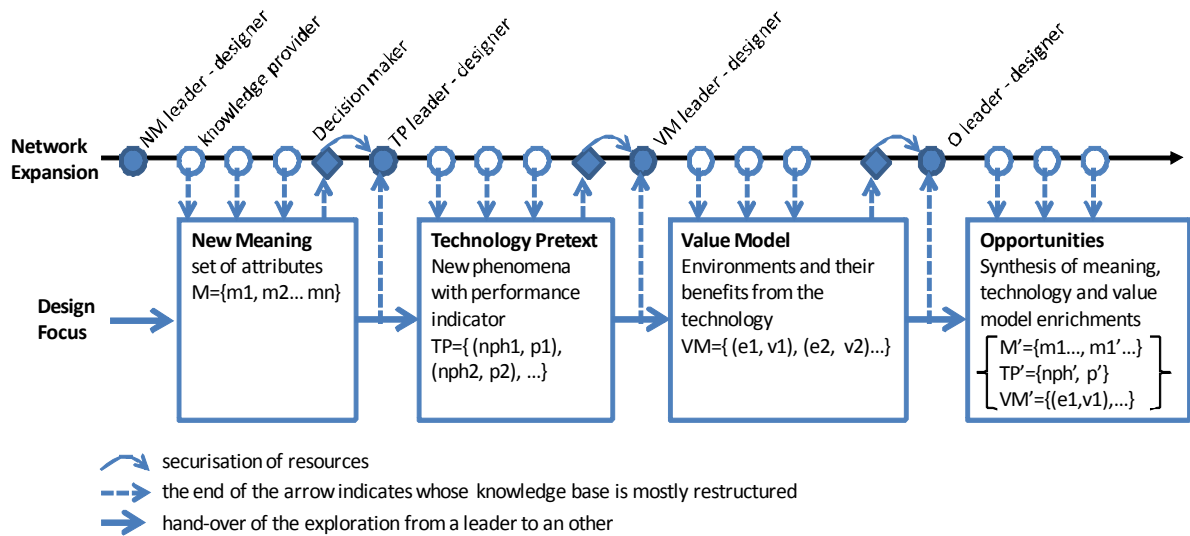 NM leader - designer
knowledge provider
Decision maker
TP leader - designer
VM leader - designer
O leader - designer
Network
Expansion
Design
Focus
New Meaning
set of attributes
M={m1, m2... mn}
Technology Pretext
New phenomena
with performance
indicator
TP={ (nph1, p1),
(nph2, p2), ...}
Value Model
Environments and their
benefits from the
technology
VM={ (e1, v1), (e2, v2)...}
Opportunities
Synthesis of meaning,
technology and value
model enrichments
M’={m1..., m1’...}
TP’={nph’, p’}
VM’={(e1,v1),...}
securisation of resources
the end of the arrow indicates whose knowledge base is mostly restructured
hand-over of the exploration from a leader to an other